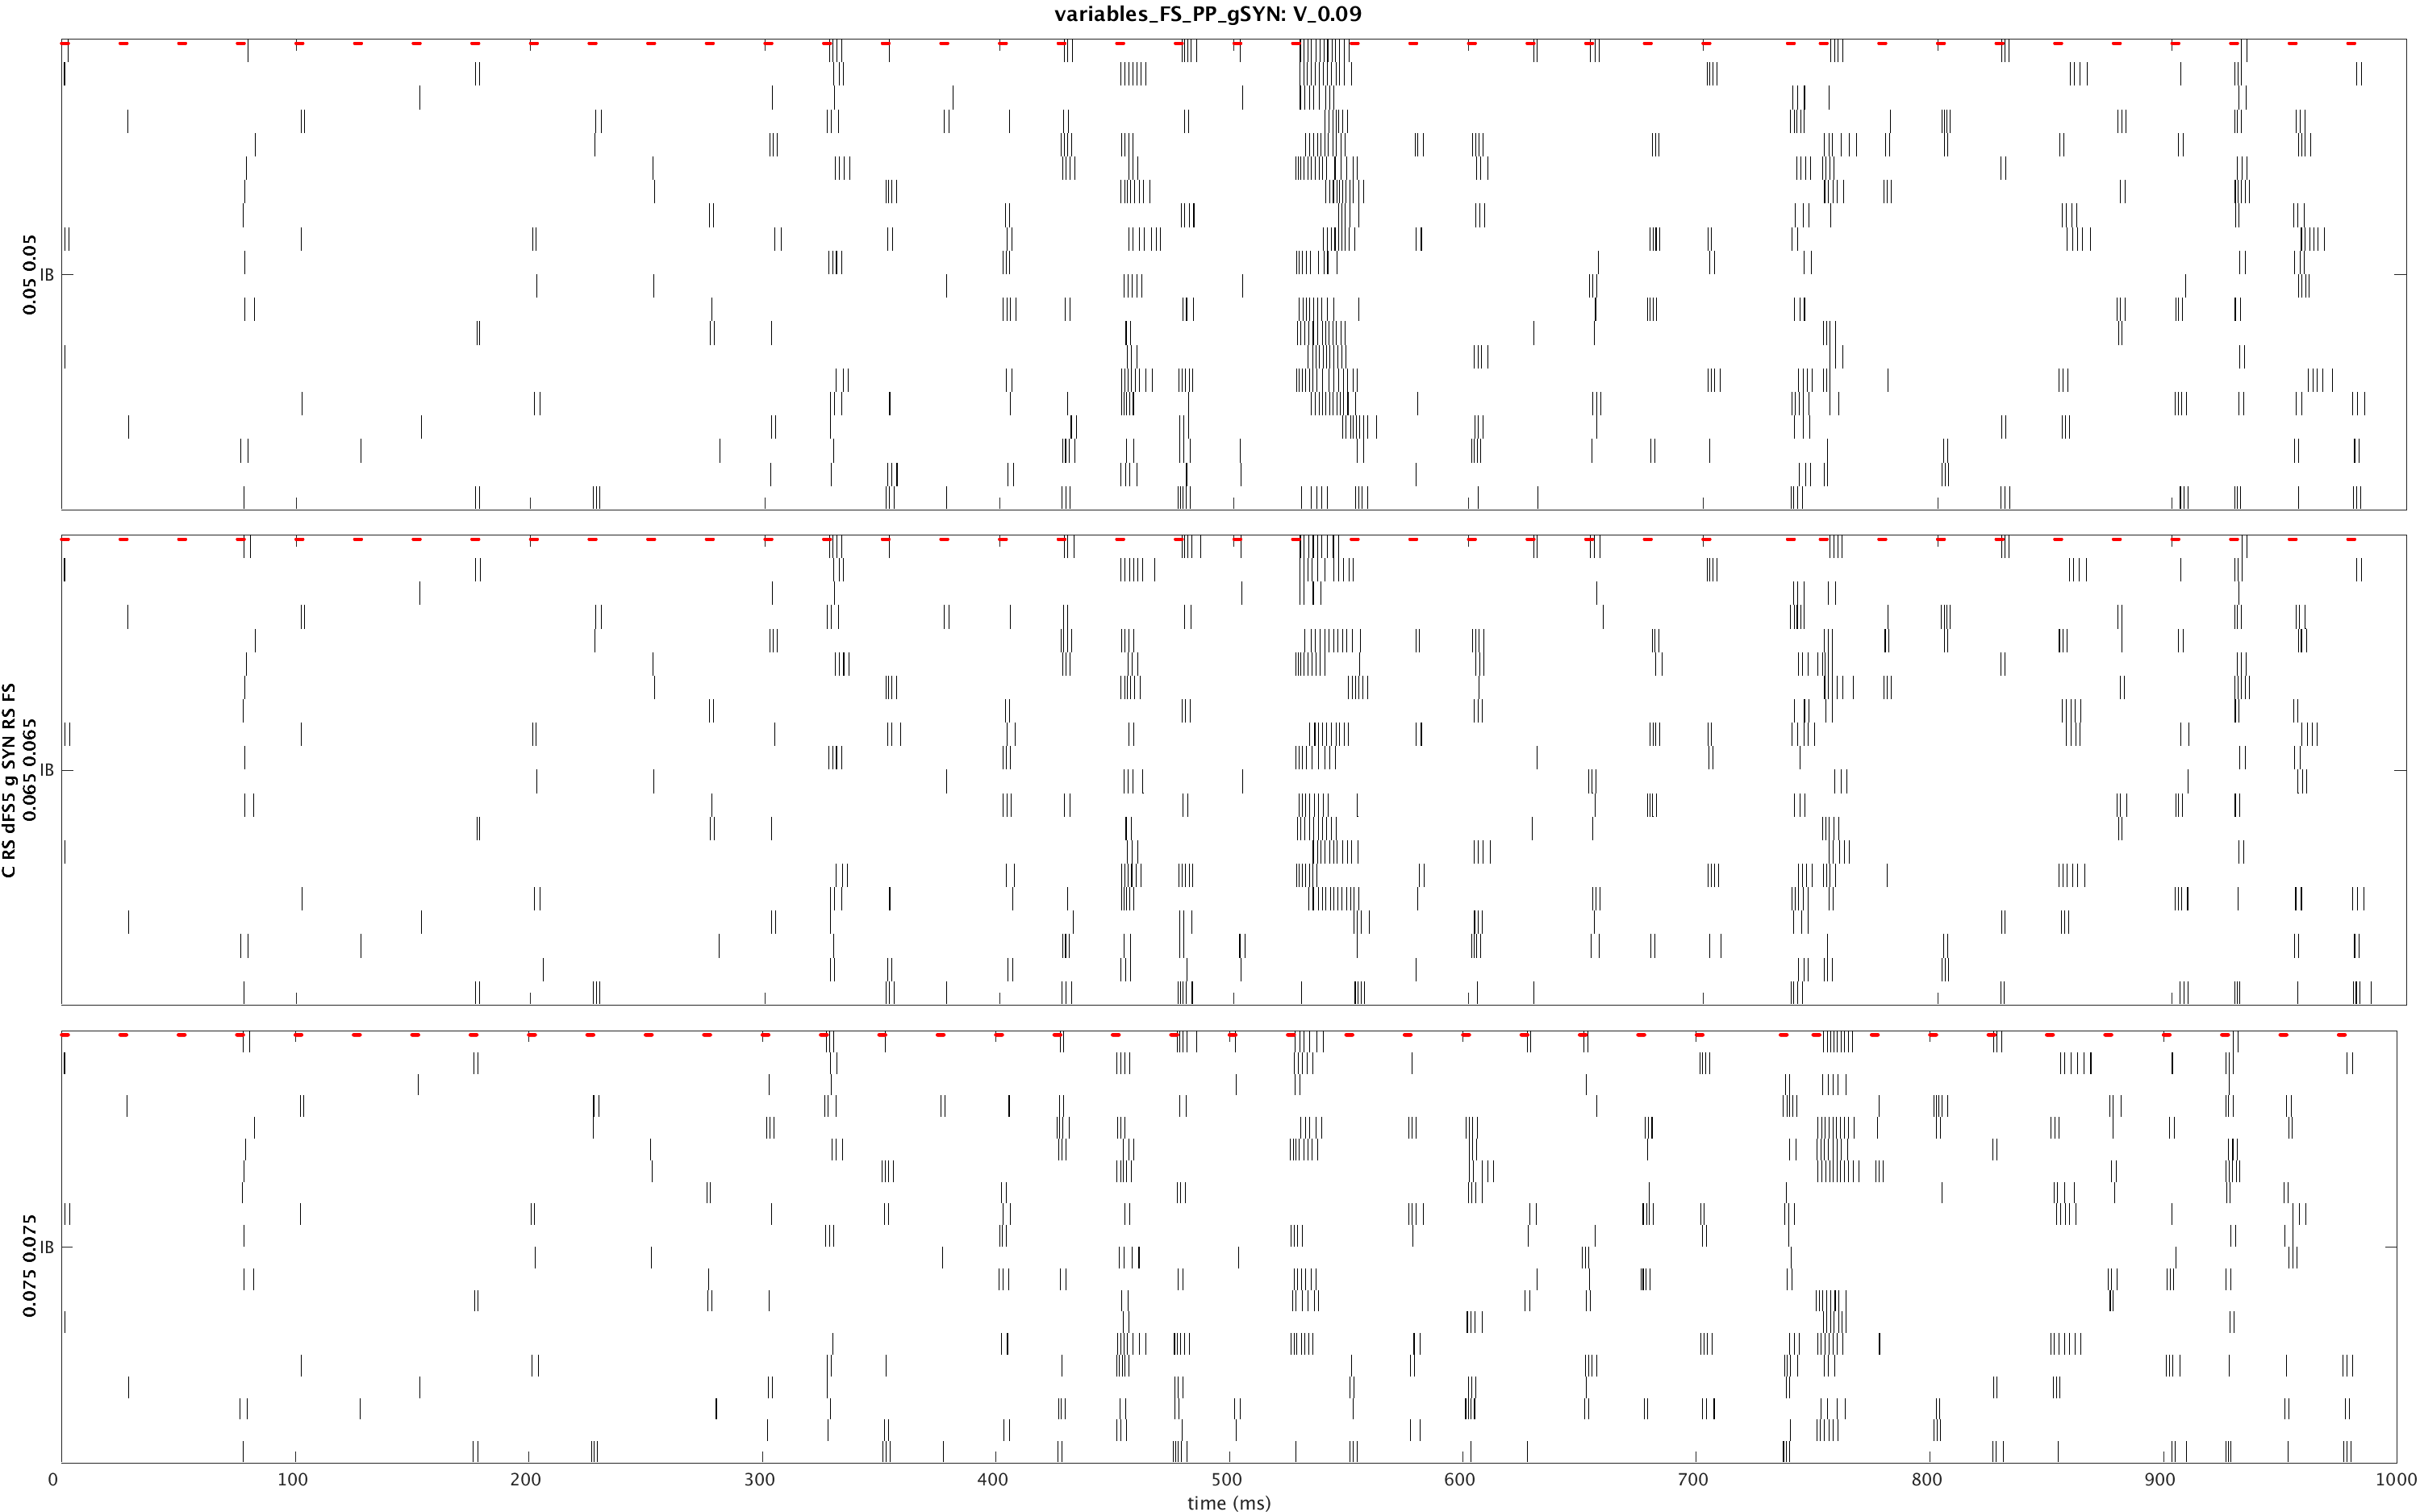 variables_FS_PP_gSYN: V_0.09
0.05 0.05
IB
C RS dFS5 g SYN RS FS
0.065 0.065
IB
0.075 0.075
IB
0 100 200 300 400 500 600 700 800 900 1000
time (ms)